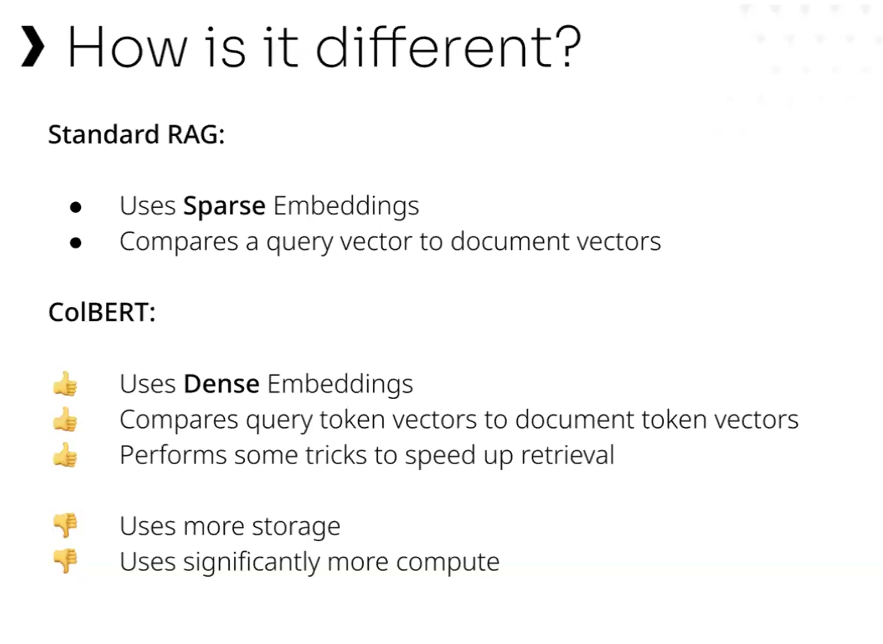 How is it different?
Standard RAG:
● Uses Sparse Embeddings
● Compares a query vector to document vectors
ColBERT:
👍 Uses Dense Embeddings
👍 Compares query token vectors to document token vectors
👍 Performs some tricks to speed up retrieval
👎 Uses more storage
👎 Uses significantly more compute